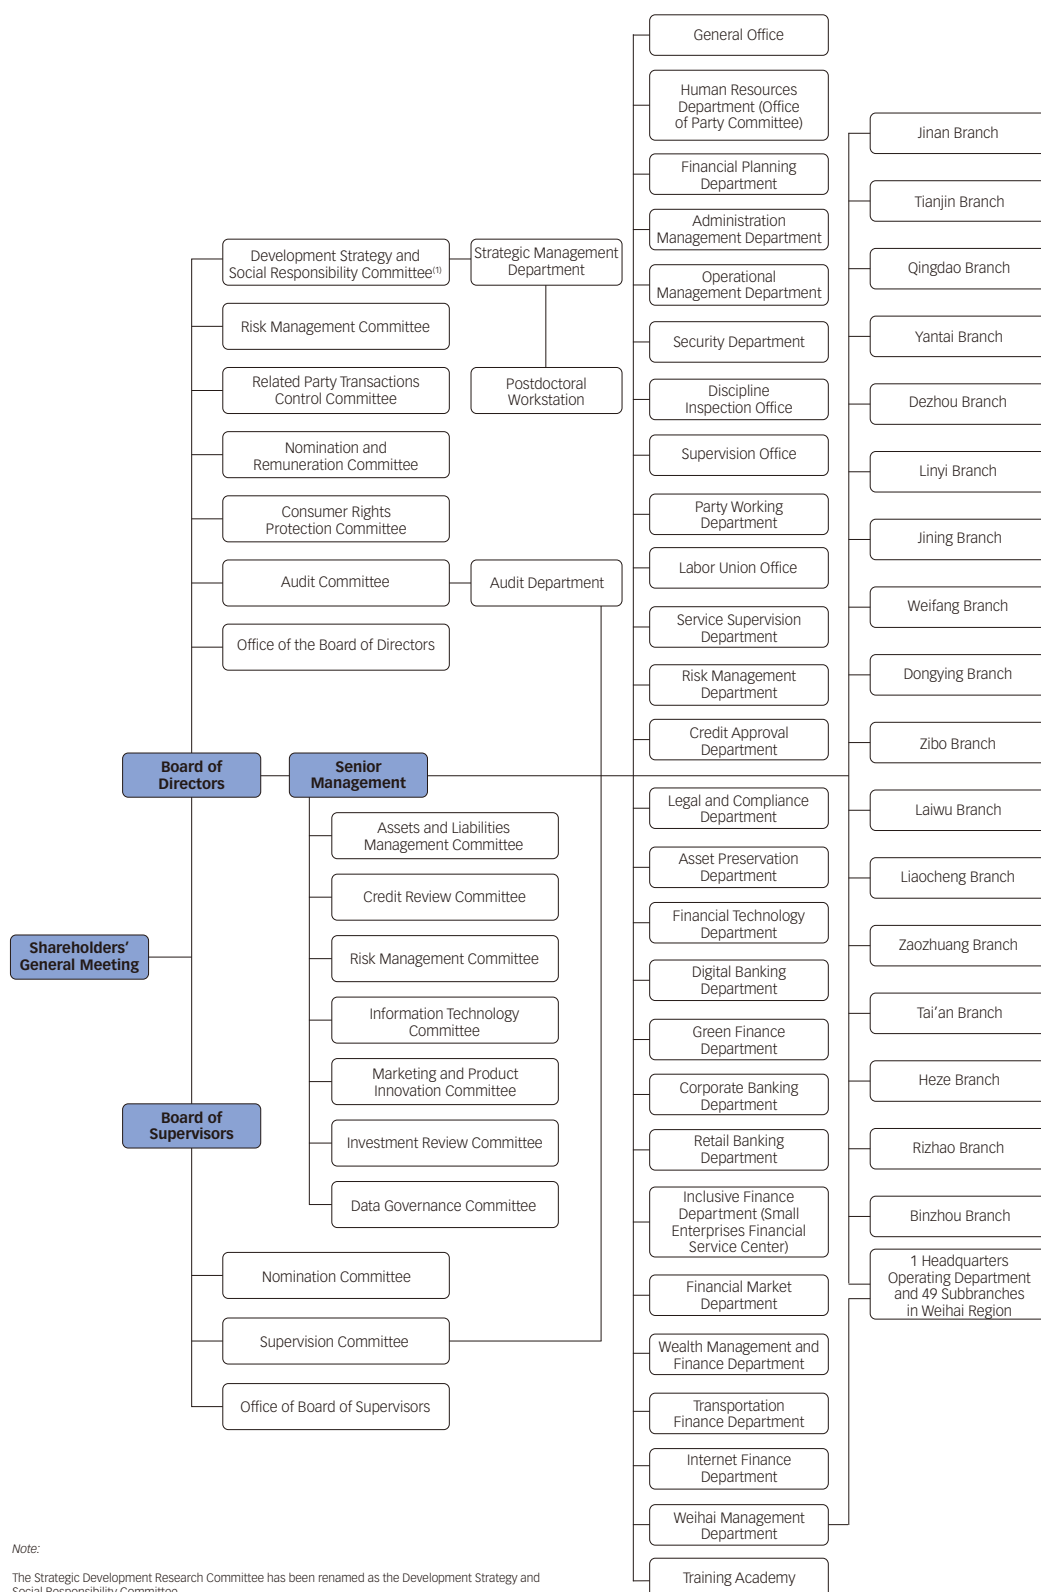 General Office
Human Resources
Department (Office
of Party Committee)
Financial Planning
Department
Administration
Management Department
Operational
Management Department
Security Department
Discipline
Inspection Office
Supervision Office
Party Working
Department
Labor Union Office
Service Supervision
Department
Risk Management
Department
Credit Approval
Department
Legal and Compliance
Department
Asset Preservation
Department
Financial Technology
Department
Digital Banking
Department
Green Finance
Department
Corporate Banking
Department
Retail Banking
Department
Inclusive Finance
Department (Small
Enterprises Financial
Service Center)
Financial Market
Department
Wealth Management and
Finance Department
Transportation
Finance Department
Internet Finance
Department
Weihai Management
Department
Training Academy
Jinan Branch
Tianjin Branch
Qingdao Branch
Yantai Branch
Dezhou Branch
Linyi Branch
Jining Branch
Weifang Branch
Dongying Branch
Zibo Branch
Laiwu Branch
Liaocheng Branch
Zaozhuang Branch
Tai’an Branch
Heze Branch
Rizhao Branch
Binzhou Branch
1 Headquarters
Operating Department
and 49 Subbranches
in Weihai Region
Development Strategy and
Social Responsibility Committee(1)
Strategic Management
Department
Risk Management Committee
Related Party Transactions
Control Committee
Postdoctoral
Workstation
Nomination and
Remuneration Committee
Consumer Rights
Protection Committee
Audit Committee
Audit Department
Office of the Board of Directors
Board of
Directors
Senior
Management
Assets and Liabilities
Management Committee
Credit Review Committee
Risk Management Committee
Information Technology
Committee
Marketing and Product
Innovation Committee
Investment Review Committee
Data Governance Committee
Shareholders’
General Meeting
Board of
Supervisors
Nomination Committee
Supervision Committee
Office of Board of Supervisors
Note:
The Strategic Development Research Committee has been renamed as the Development Strategy and
Social Responsibility Committee